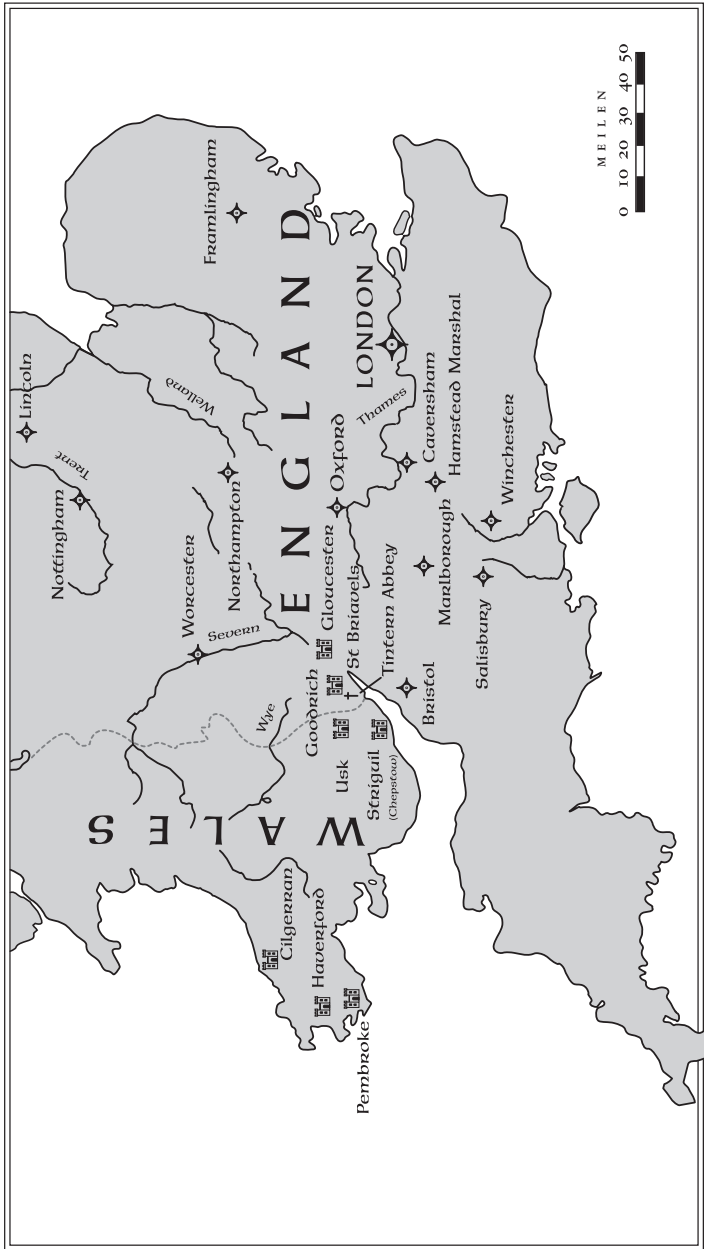 Lincoln
Trent
Nottingham
Welland
Framlingham
Worcester
Northampton
Severn
ENGLAND
WALES
Wye
Goodrich
Gloucester
Oxford
LONDON
Thames
Usk
St Briavels
Cilgerran
Haverford
Pembroke
Striguil
(Chepstow)
Tintern Abbey
Bristol
Caversham
Hamstead Marshal
Marlborough
Salisbury
Winchester
MEILEN
0 10 20 30 40 50